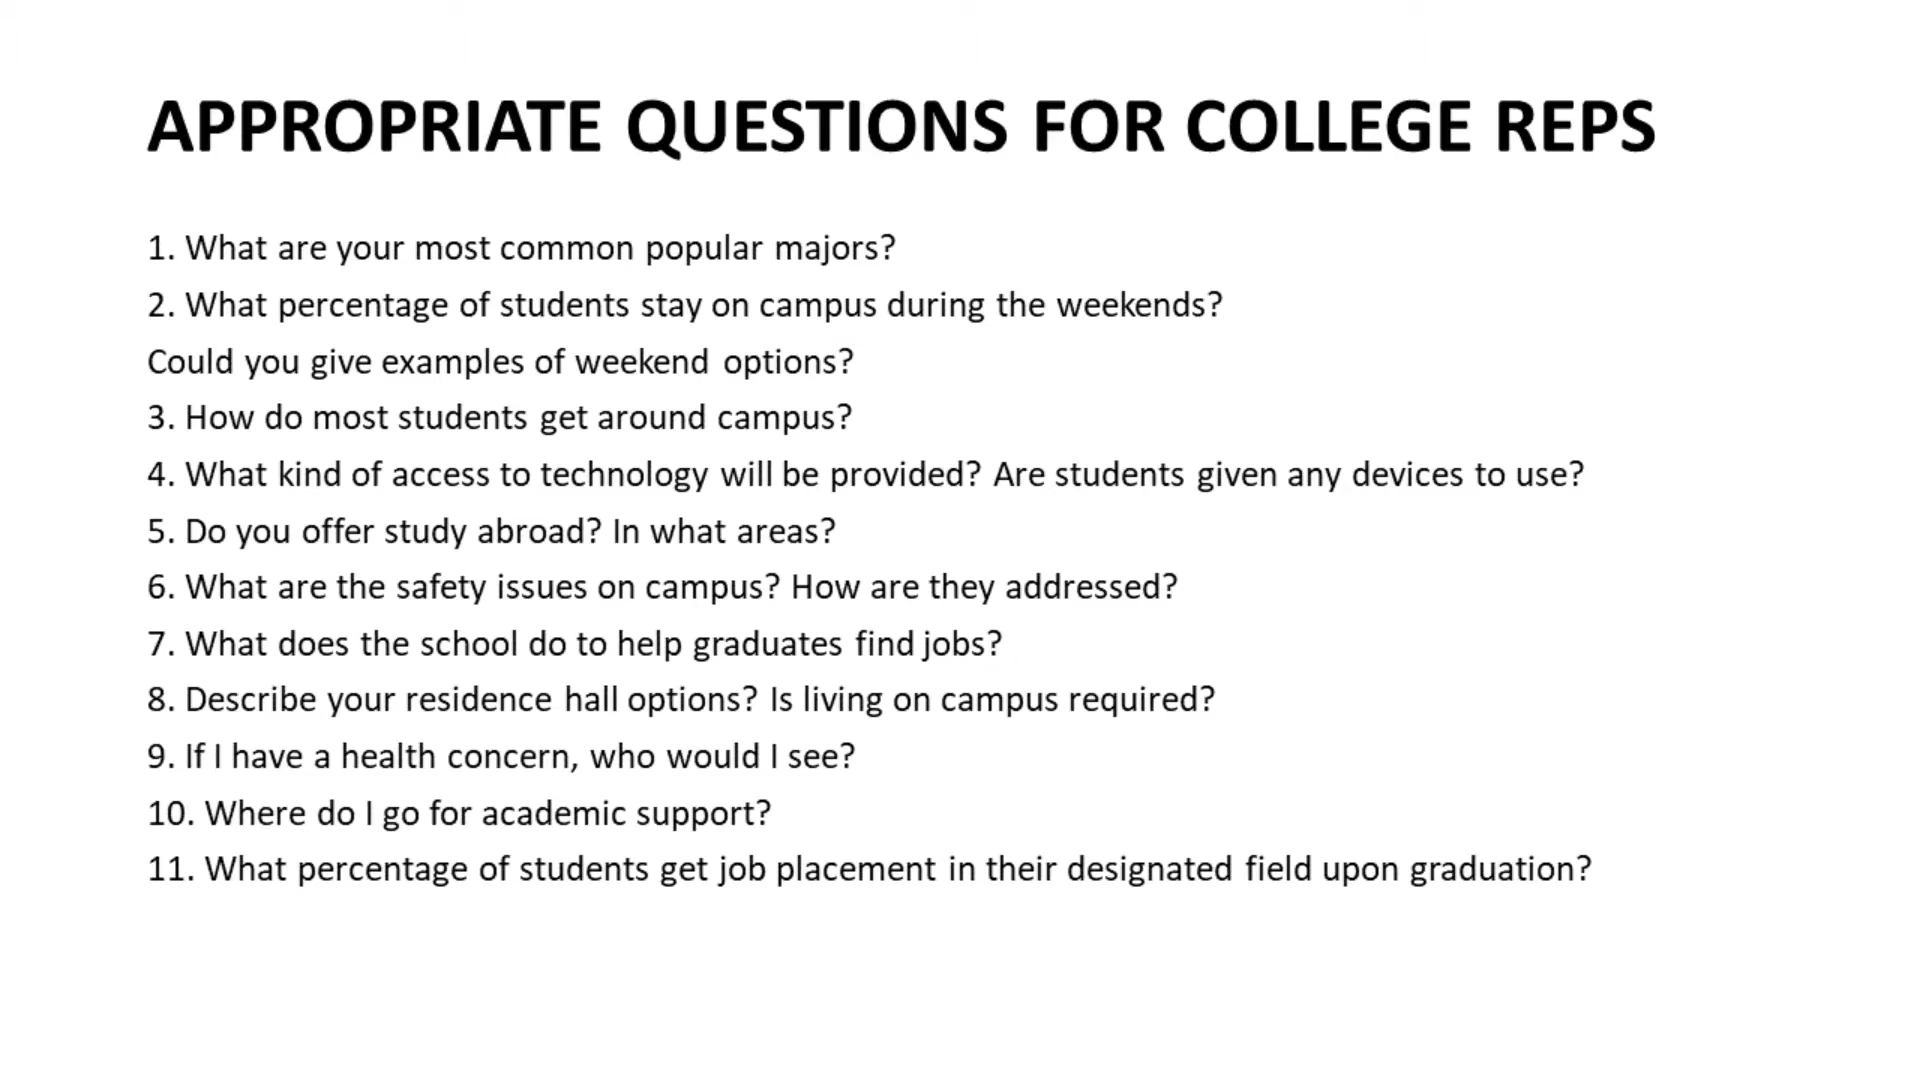 APPROPRIATE QUESTIONS FOR COLLEGE REPS
1. What are your most common popular majors?
2. What percentage of students stay on campus during the weekends?
Could you give examples of weekend options?
3. How do most students get around campus?
4. What kind of access to technology will be provided? Are students given any devices to use?
5. Do you offer study abroad? In what areas?
6. What are the safety issues on campus? How are they addressed?
7. What does the school do to help graduates find jobs?
8. Describe your residence hall options? Is living on campus required?
9. If I have a health concern, who would I see?
10. Where do I go for academic support?
11. What percentage of students get job placement in their designated field upon graduation?